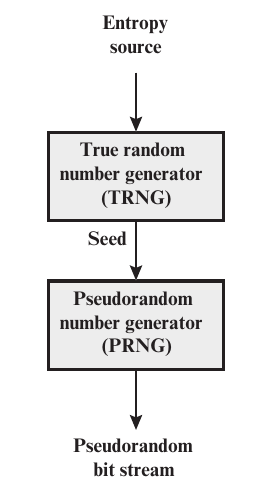 Entropy
source
True random
number generator
(TRNG)
Seed
Pseudorandom
number generator
(PRNG)
Pseudorandom
bit stream